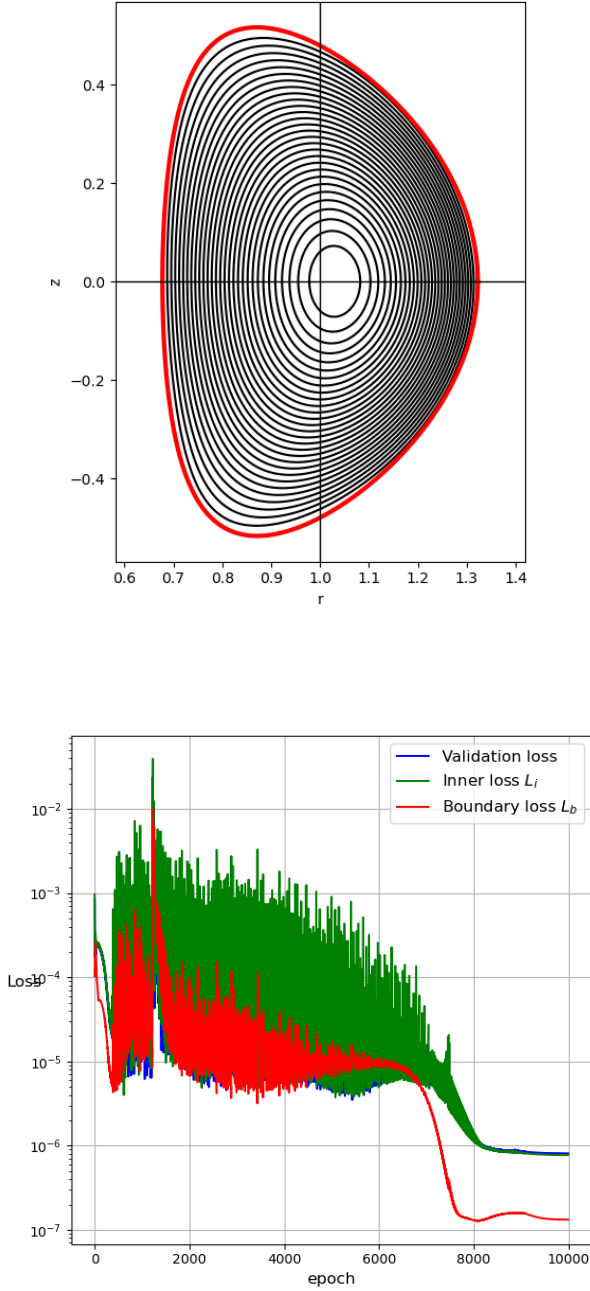 0.4
0.2
z
0.0
−0.2
−0.4
0.6 0.7 0.8 0.9 1.0 1.1 1.2 1.3 1.4
r
Validation loss
Inner loss L_i
Boundary loss L_b
10^{-2}
10^{-3}
Loss
10^{-4}
10^{-5}
10^{-6}
10^{-7}
0 2000 4000 6000 8000 10000
epoch